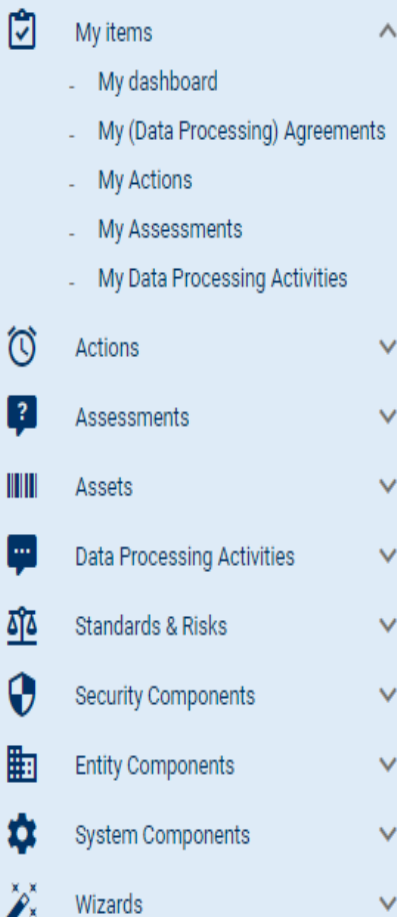 My items
- My dashboard
- My (Data Processing) Agreements
- My Actions
- My Assessments
- My Data Processing Activities
Actions
Assessments
Assets
Data Processing Activities
Standards & Risks
Security Components
Entity Components
System Components
Wizards